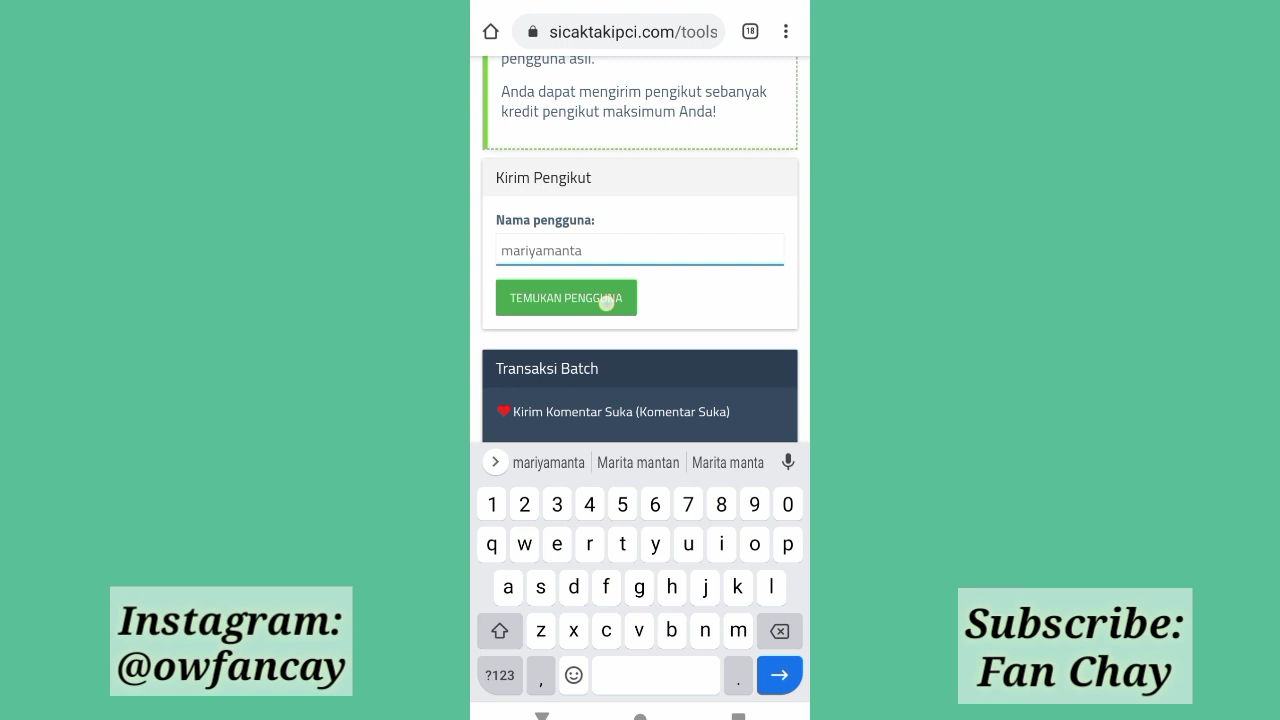 sicaktakipci.com/tools
18
pengguna asli.
Anda dapat mengirim pengikut sebanyak
kredit pengikut maksimum Anda!
Kirim Pengikut
Nama pengguna:
mariyamanta
TEMUKAN PENGGUNA
Transaksi Batch
Kirim Komentar Suka (Komentar Suka)
mariyamanta Marita mantan Marita manta
1 2 3 4 5 6 7 8 9 0
q w e r t y u i o p
a s d f g h j k l
z x c v b n m
?123 , .
Instagram:
@owfancay
Subscribe:
Fan Chay